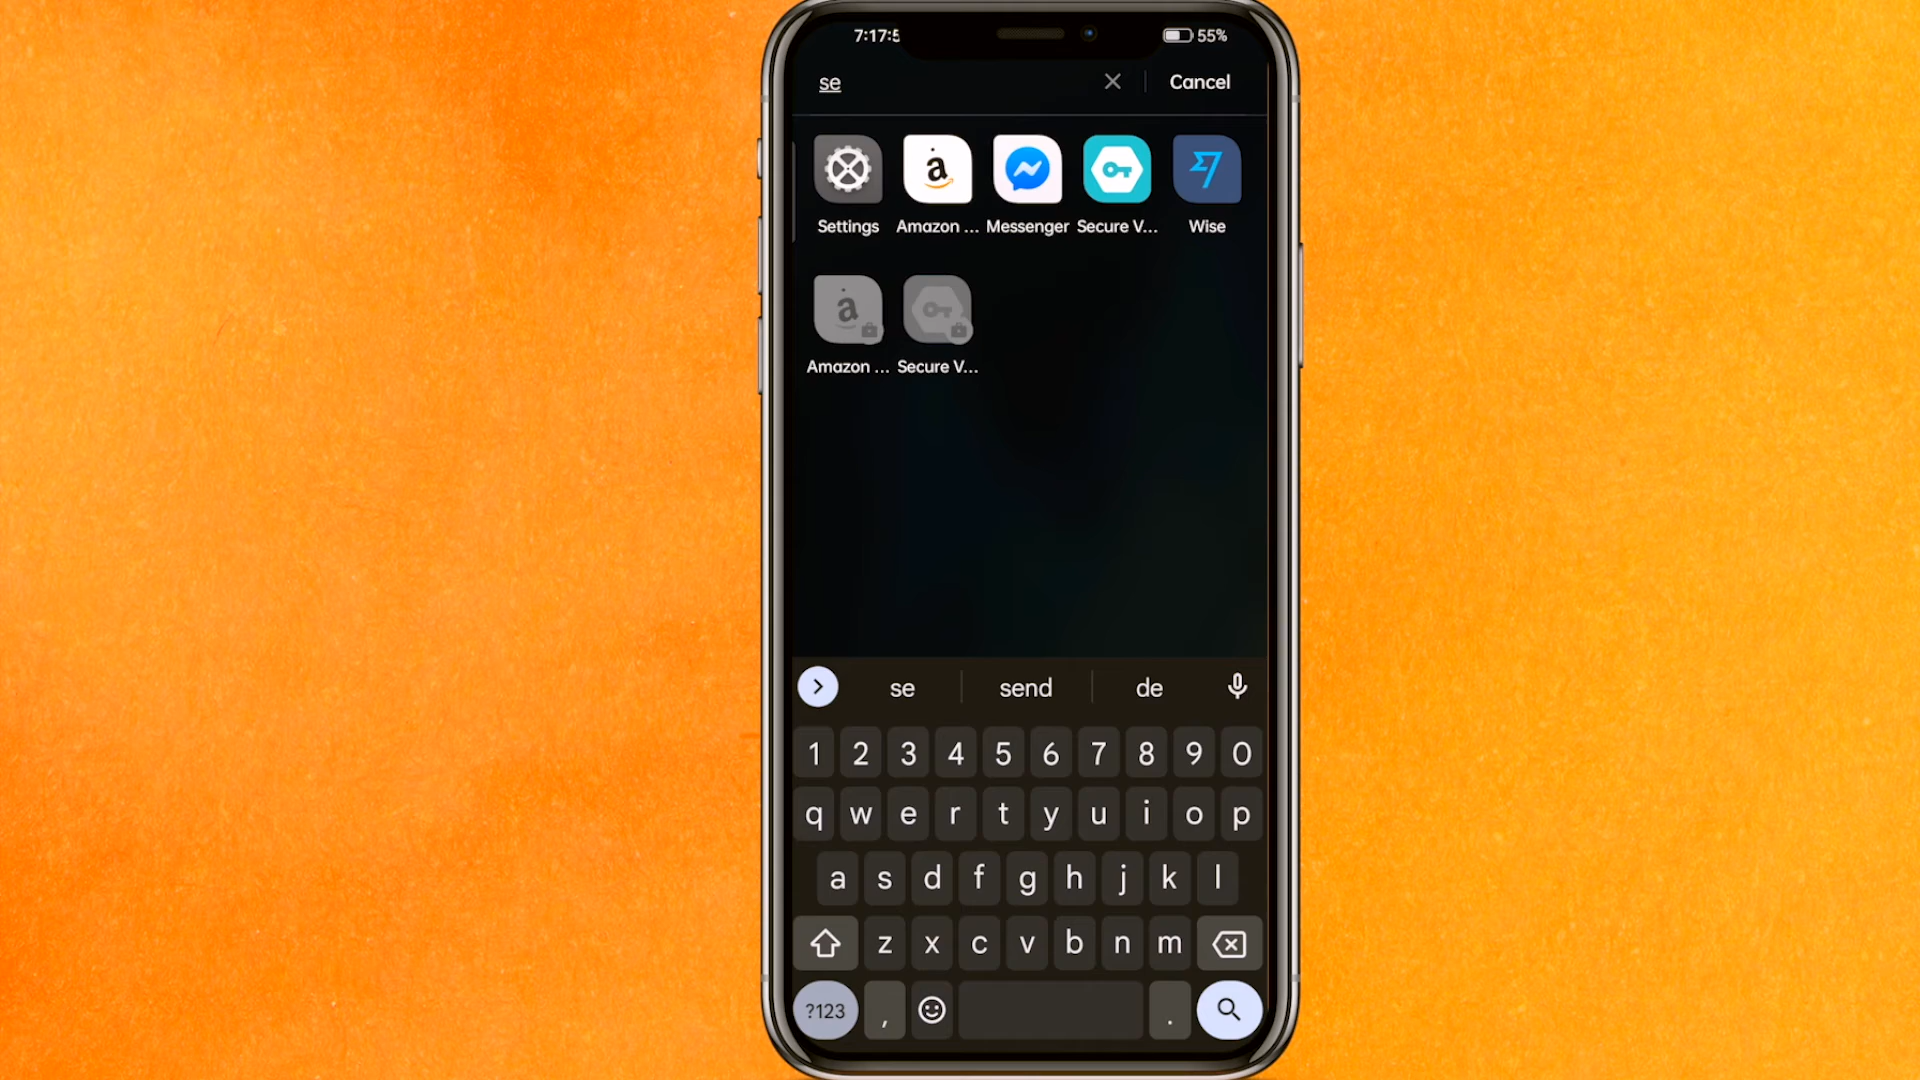 7:17:5 55%
se Cancel
Settings Amazon ... Messenger Secure V... Wise
Amazon ... Secure V...
se send de
1 2 3 4 5 6 7 8 9 0
q w e r t y u i o p
a s d f g h j k l
z x c v b n m
?123 , .